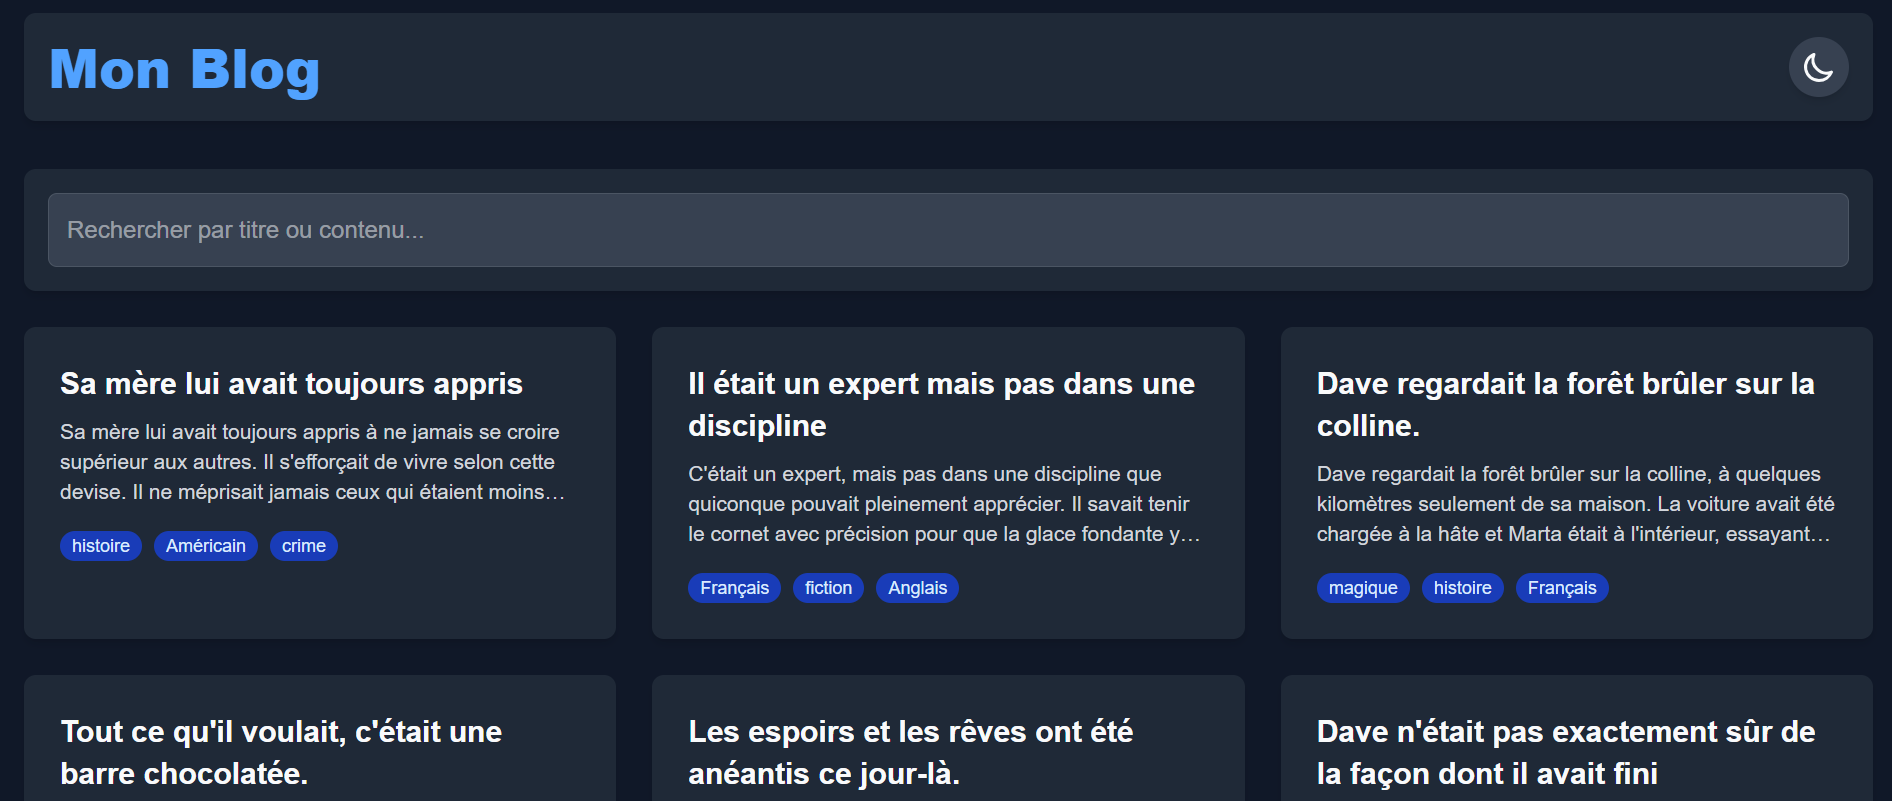 Mon Blog
Rechercher par titre ou contenu...
Sa mère lui avait toujours appris
Sa mère lui avait toujours appris à ne jamais se croire
supérieur aux autres. Il s'efforçait de vivre selon cette
devise. Il ne méprisait jamais ceux qui étaient moins…
histoire Américain crime
Il était un expert mais pas dans une
discipline
C'était un expert, mais pas dans une discipline que
quiconque pouvait pleinement apprécier. Il savait tenir
le cornet avec précision pour que la glace fondante y…
Français fiction Anglais
Dave regardait la forêt brûler sur la
colline.
Dave regardait la forêt brûler sur la colline, à quelques
kilomètres seulement de sa maison. La voiture avait été
chargée à la hâte et Marta était à l'intérieur, essayant…
magique histoire Français
Tout ce qu'il voulait, c'était une
barre chocolatée.
Les espoirs et les rêves ont été
anéantis ce jour-là.
Dave n'était pas exactement sûr de
la façon dont il avait fini